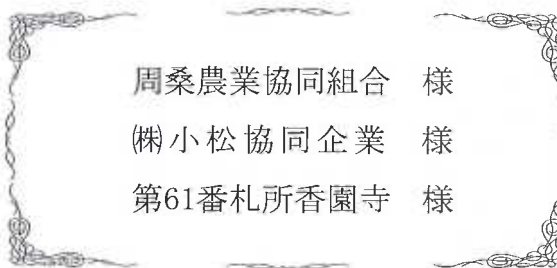 周桑農業協同組合　様
㈱小松協同企業　様
第61番札所香園寺　様